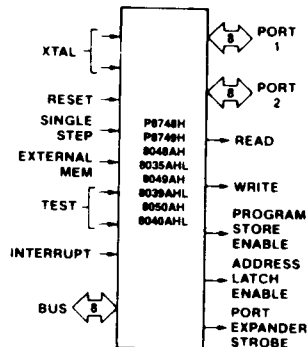 XTAL
RESET
SINGLE
STEP
EXTERNAL
MEM
TEST
INTERRUPT
BUS
8
P8748H
P8749H
8048AH
8035AHL
8049AH
8039AHL
8050AH
8040AHL
8
PORT
1
8
PORT
2
READ
WRITE
PROGRAM
STORE
ENABLE
ADDRESS
LATCH
ENABLE
PORT
EXPANDER
STROBE